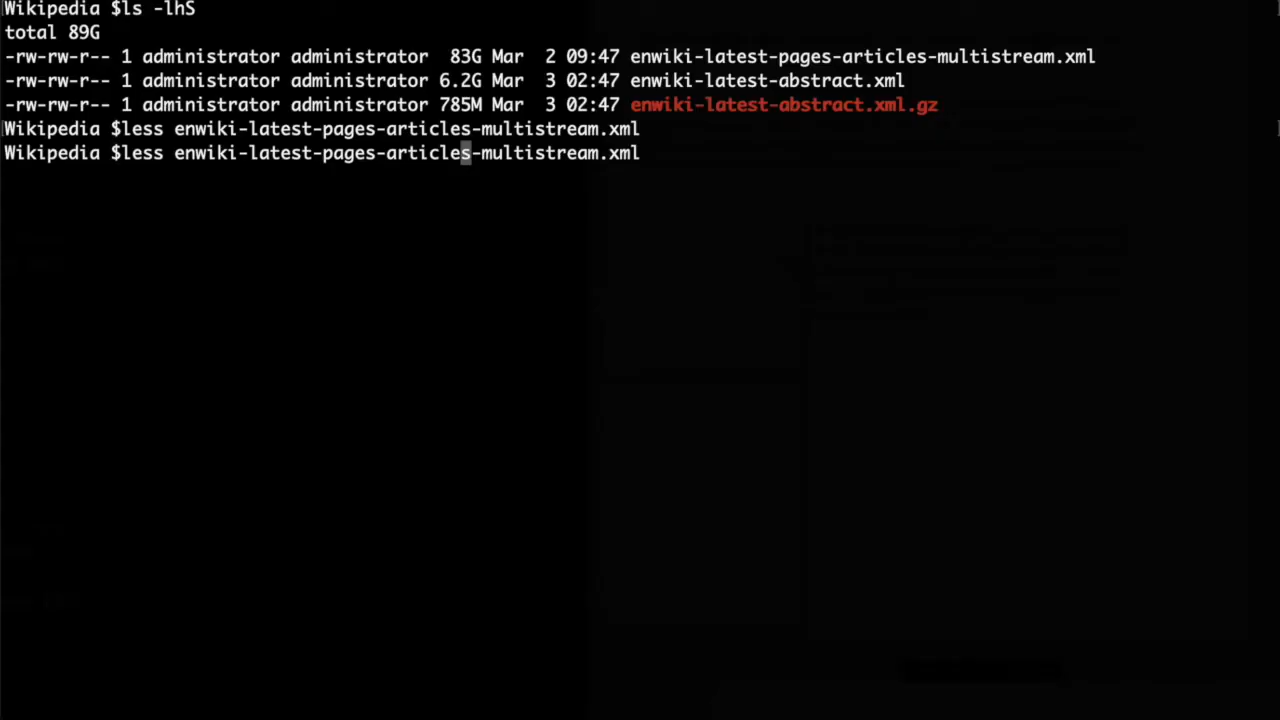 Wikipedia $ls -lhS
total 89G
-rw-rw-r-- 1 administrator administrator  83G Mar  2 09:47 enwiki-latest-pages-articles-multistream.xml
-rw-rw-r-- 1 administrator administrator 6.2G Mar  3 02:47 enwiki-latest-abstract.xml
-rw-rw-r-- 1 administrator administrator 785M Mar  3 02:47 enwiki-latest-abstract.xml.gz
Wikipedia $less enwiki-latest-pages-articles-multistream.xml
Wikipedia $less enwiki-latest-pages-articles-multistream.xml